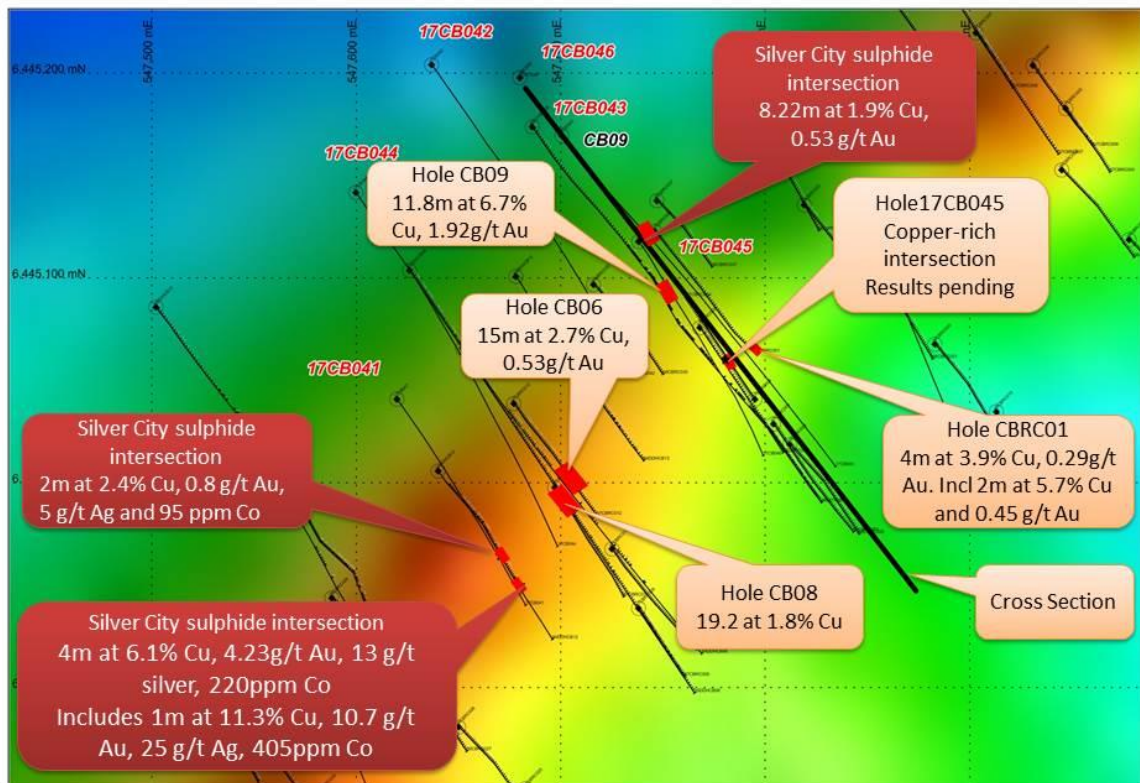 547,500 mE
547,600 mE
6,445,200 mN
6,445,100 mN
17CB042
17CB046
17CB043
CB09
17CB044
17CB045
17CB041
Silver City sulphide
intersection
8.22m at 1.9% Cu,
0.53 g/t Au
Hole CB09
11.8m at 6.7%
Cu, 1.92g/t Au
Hole17CB045
Copper-rich
intersection
Results pending
Hole CB06
15m at 2.7% Cu,
0.53g/t Au
Silver City sulphide
intersection
2m at 2.4% Cu, 0.8 g/t Au,
5 g/t Ag and 95 ppm Co
Hole CBRC01
4m at 3.9% Cu, 0.29g/t
Au. Incl 2m at 5.7% Cu
and 0.45 g/t Au
Hole CB08
19.2 at 1.8% Cu
Cross Section
Silver City sulphide intersection
4m at 6.1% Cu, 4.23g/t Au, 13 g/t
silver, 220ppm Co
Includes 1m at 11.3% Cu, 10.7 g/t
Au, 25 g/t Ag, 405ppm Co